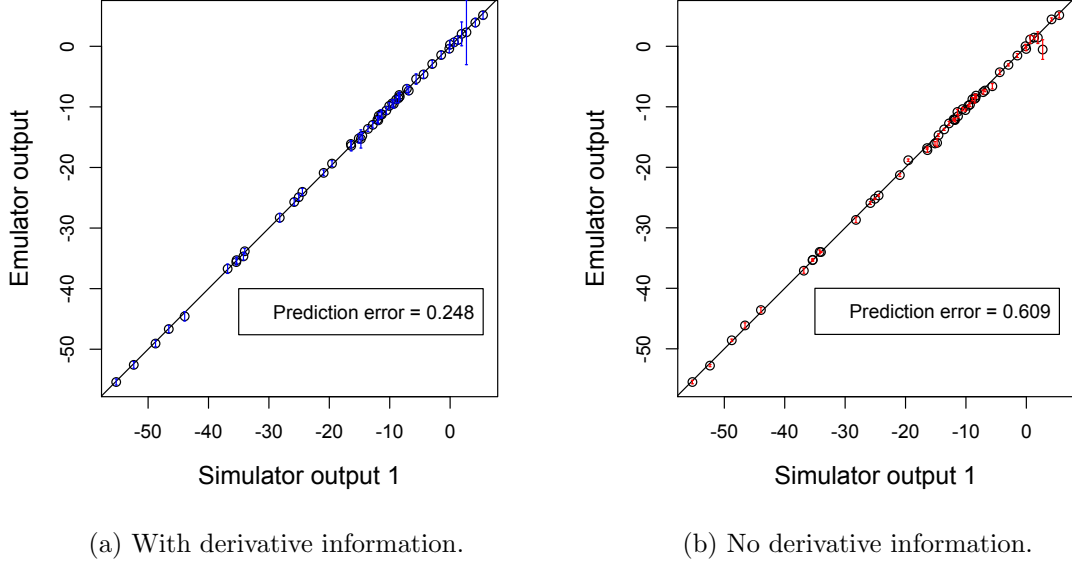 0
-10
-20
-30
-40
-50
Emulator output
Prediction error = 0.248
-50 -40 -30 -20 -10 0
Simulator output 1
(a) With derivative information.
0
-10
-20
-30
-40
-50
Emulator output
Prediction error = 0.609
-50 -40 -30 -20 -10 0
Simulator output 1
(b) No derivative information.